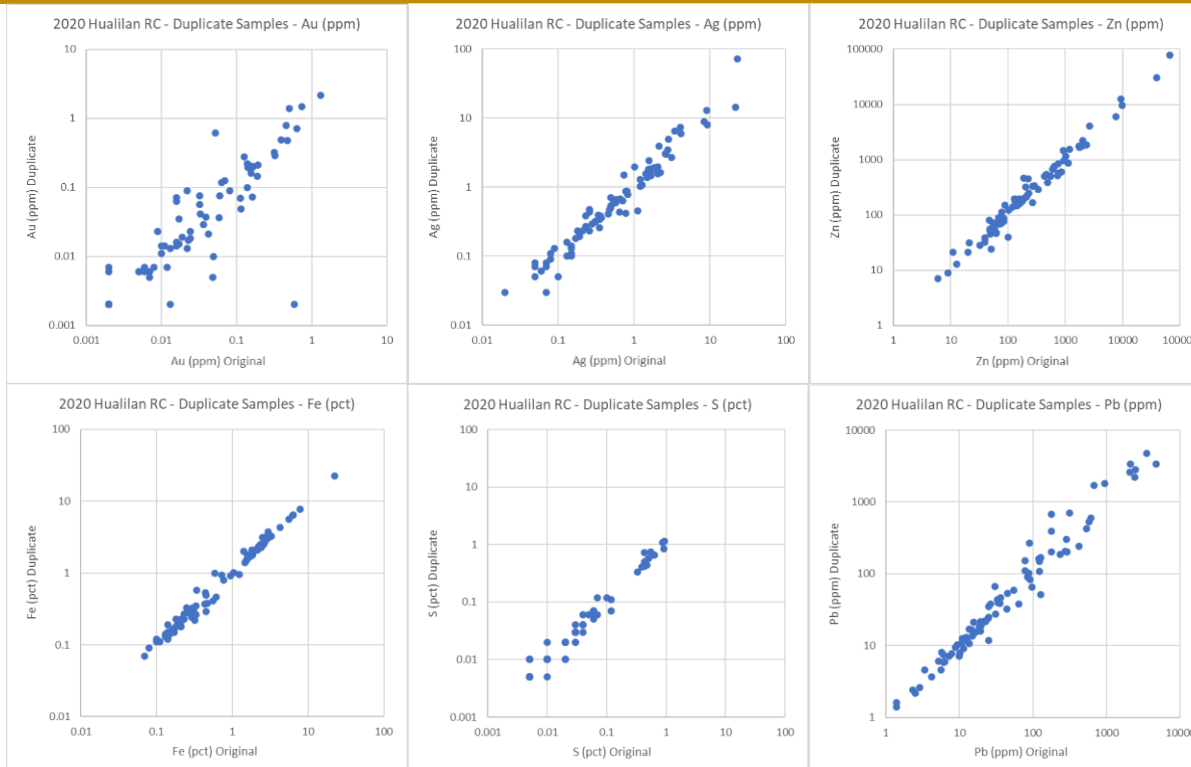 2020 Hualilan RC - Duplicate Samples - Au (ppm)
10
1
0.1
0.01
0.001
Au (ppm) Duplicate
0.001 0.01 0.1 1 10
Au (ppm) Original
2020 Hualilan RC - Duplicate Samples - Ag (ppm)
100
10
1
0.1
0.01
Ag (ppm) Duplicate
0.01 0.1 1 10 100
Ag (ppm) Original
2020 Hualilan RC - Duplicate Samples - Zn (ppm)
100000
10000
1000
100
10
1
Zn (ppm) Duplicate
1 10 100 1000 10000 10000
Zn (ppm) Original
2020 Hualilan RC - Duplicate Samples - Fe (pct)
100
10
1
0.1
0.01
Fe (pct) Duplicate
0.01 0.1 1 10 100
Fe (pct) Original
2020 Hualilan RC - Duplicate Samples - S (pct)
100
10
1
0.1
0.01
0.001
S (pct) Duplicate
0.001 0.01 0.1 1 10 100
S (pct) Original
2020 Hualilan RC - Duplicate Samples - Pb (ppm)
10000
1000
100
10
1
Pb (ppm) Duplicate
1 10 100 1000 10000
Pb (ppm) Original